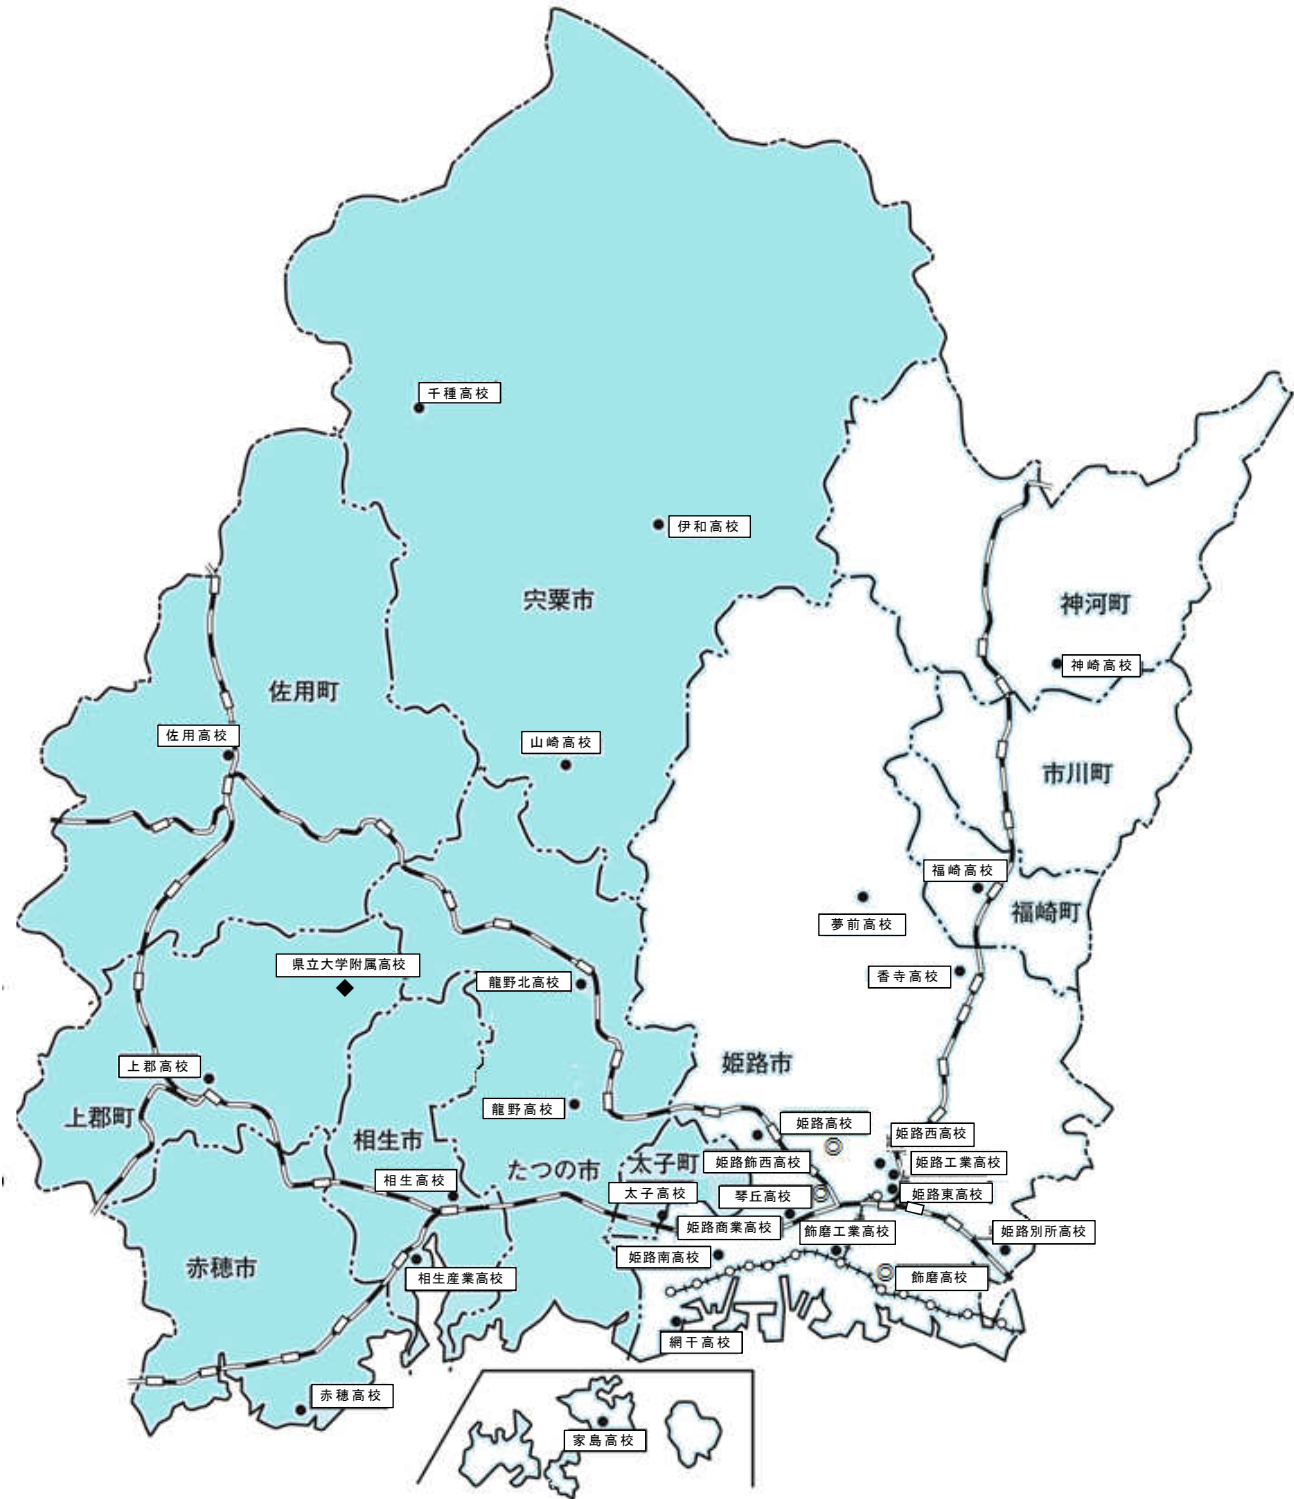 千種高校
伊和高校
宍粟市
神河町
神崎高校
佐用町
佐用高校
山崎高校
市川町
福崎高校
福崎町
夢前高校
県立大学附属高校
龍野北高校
香寺高校
上郡高校
姫路市
上郡町
龍野高校
相生市
姫路高校
姫路西高校
たつの市
太子町
姫路飾西高校
姫路工業高校
相生高校
太子高校
琴丘高校
姫路東高校
姫路商業高校
飾磨工業高校
姫路別所高校
赤穂市
姫路南高校
相生産業高校
飾磨高校
網干高校
赤穂高校
家島高校